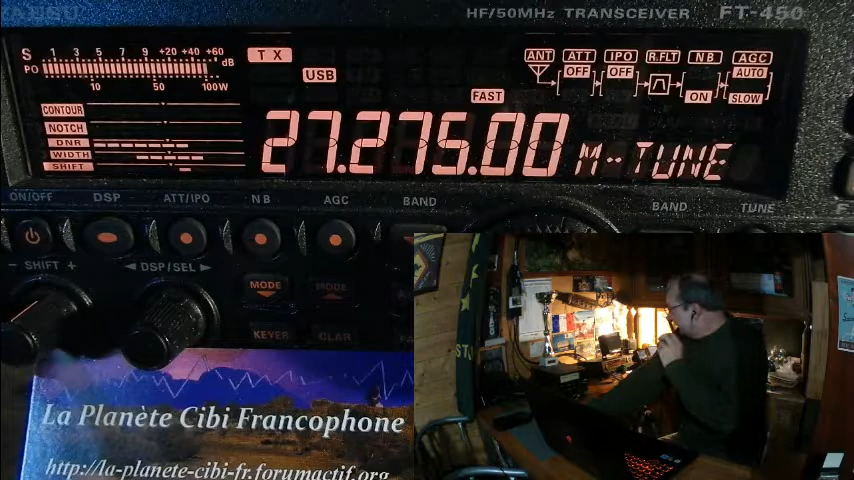 YAESU
HF/50MHz TRANSCEIVER FT-450
S 1 3 5 7 9 +20 +40 +60 dB
PO 10 50 100W
TX
USB
FAST
ANT ATT IPO R.FLT NB AGC
OFF OFF AUTO
ON SLOW
CONTOUR
NOTCH
DNR
WIDTH
SHIFT
27.275.00 M-TUNE
ON/OFF DSP ATT/IPO NB AGC BAND BAND TUNE
- SHIFT + ◄DSP/SEL►
MODE MODE
KEYER CLAR
La Planète Cibi Francophone
http://la-planete-cibi-fr.forumactif.org